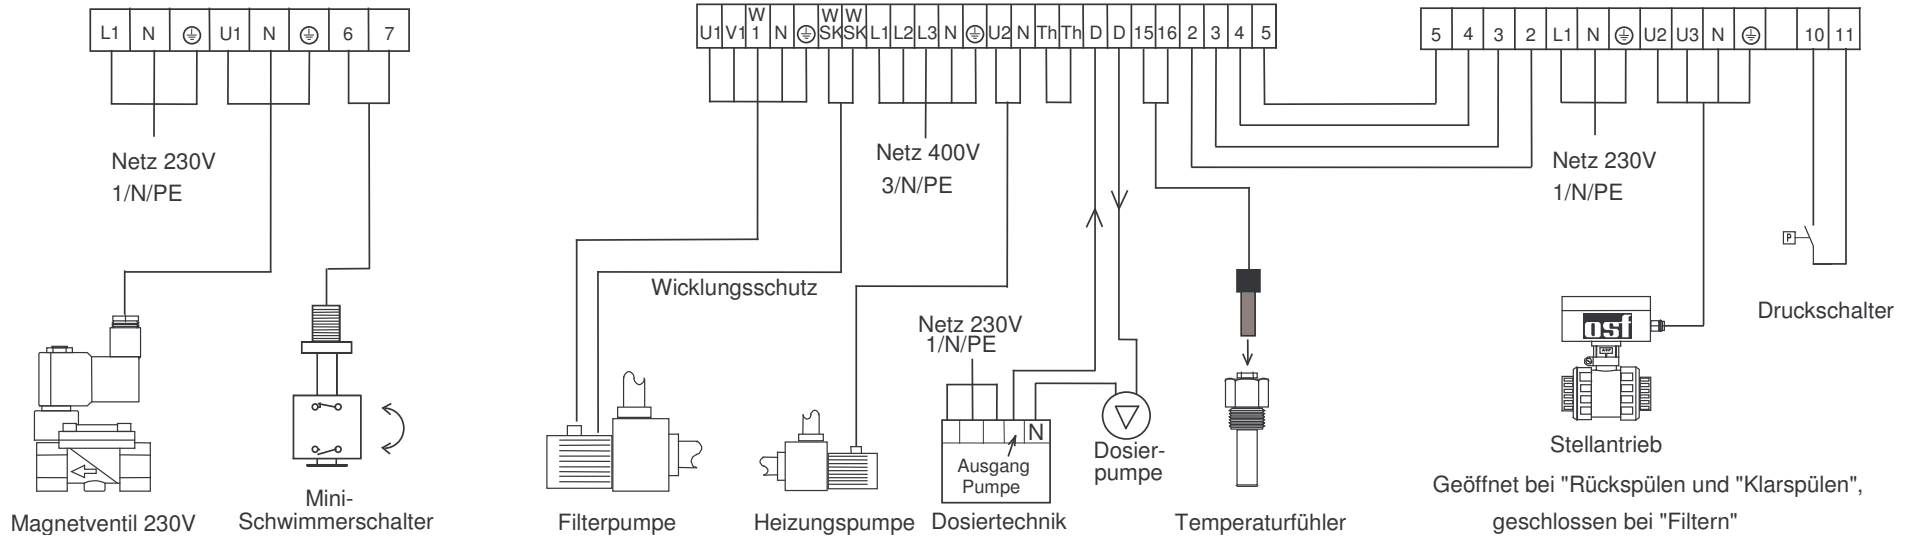 L1 N U1 N 6 7
Netz 230V
1/N/PE
Magnetventil 230V
Mini-
Schwimmerschalter
U1 V1 W1 N WSK WSK L1 L2 L3 N U2 N Th Th D D 15 16 2 3 4 5
Netz 400V
3/N/PE
Wicklungsschutz
Netz 230V
1/N/PE
N
Ausgang
Pumpe
Dosier-
pumpe
Filterpumpe
Heizungspumpe
Dosiertechnik
Temperaturfühler
5 4 3 2 L1 N U2 U3 N 10 11
Netz 230V
1/N/PE
P
Druckschalter
osf
Stellantrieb
Geöffnet bei "Rückspülen und "Klarspülen",
geschlossen bei "Filtern"